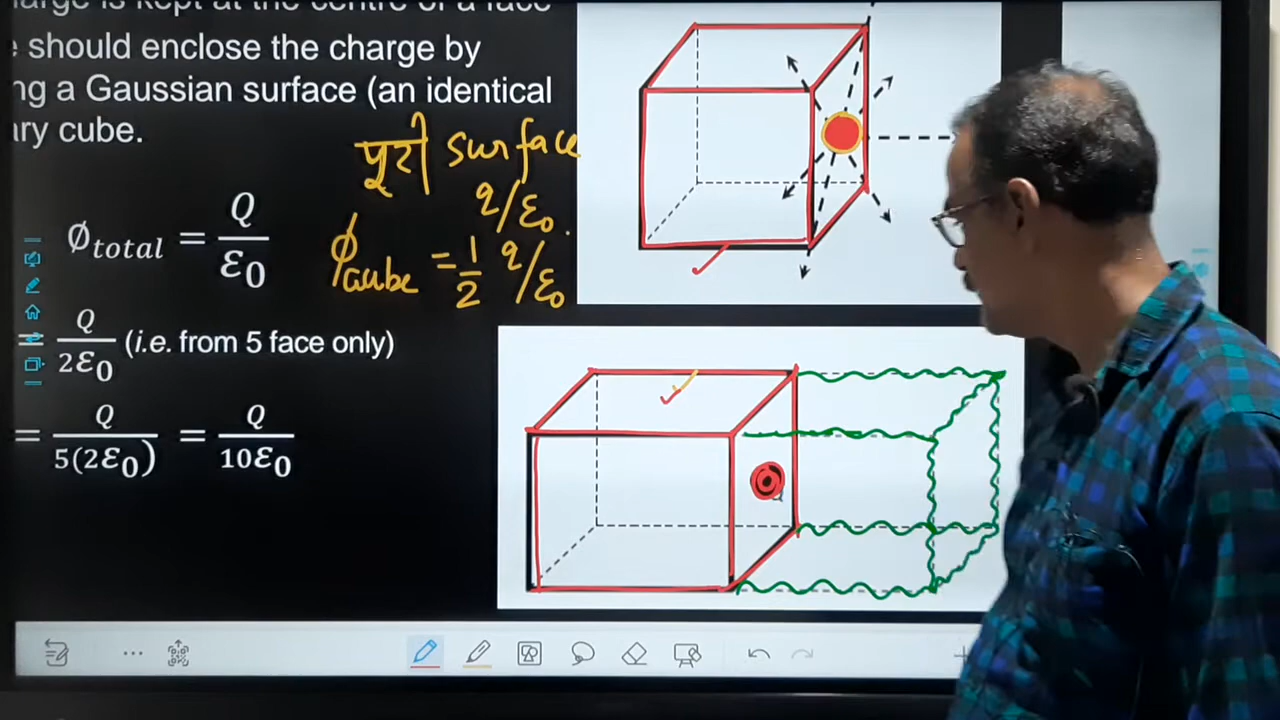 should enclose the charge by
ng a Gaussian surface (an identical
ary cube.
पूरी surface
q/ε₀.
∅total = Q/ε₀
ϕcube = 1/2 q/ε₀
= Q/2ε₀ (i.e. from 5 face only)
= Q/5(2ε₀) = Q/10ε₀